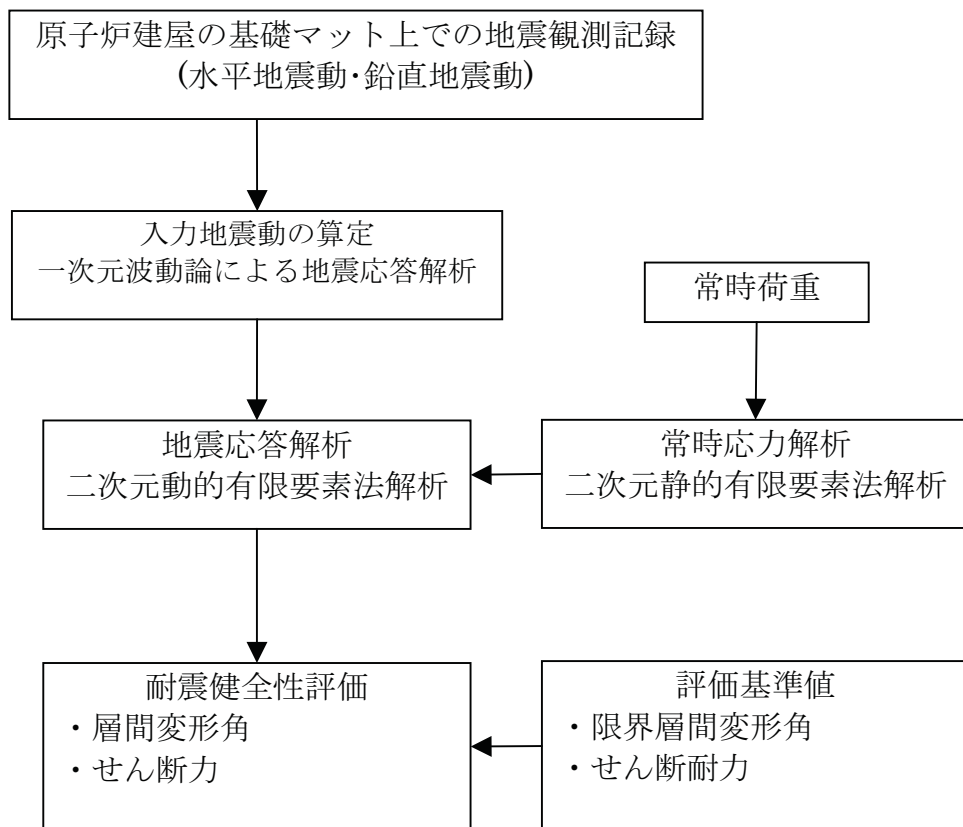 原子炉建屋の基礎マット上での地震観測記録
(水平地震動･鉛直地震動)
入力地震動の算定
一次元波動論による地震応答解析
常時荷重
地震応答解析
二次元動的有限要素法解析
常時応力解析
二次元静的有限要素法解析
耐震健全性評価
・層間変形角
・せん断力
評価基準値
・限界層間変形角
・せん断耐力